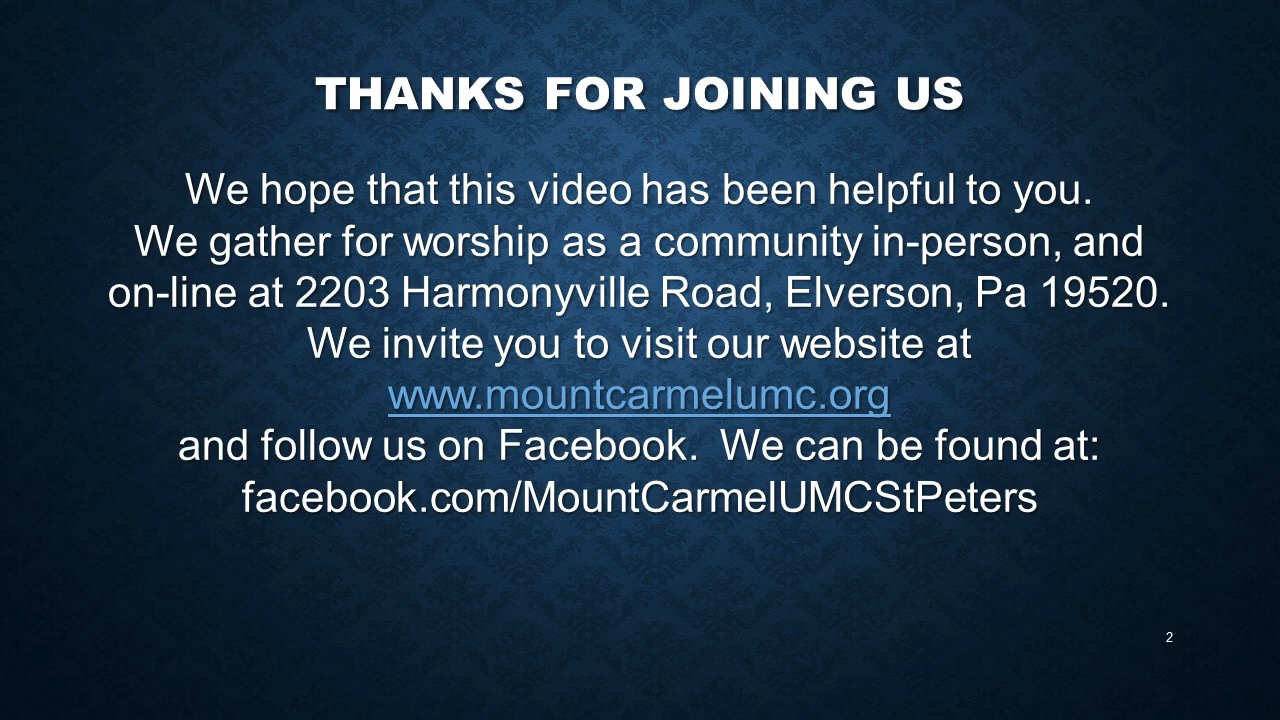 THANKS FOR JOINING US
We hope that this video has been helpful to you.
We gather for worship as a community in-person, and
on-line at 2203 Harmonyville Road, Elverson, Pa 19520.
We invite you to visit our website at
www.mountcarmelumc.org
and follow us on Facebook.  We can be found at:
facebook.com/MountCarmelUMCStPeters
2